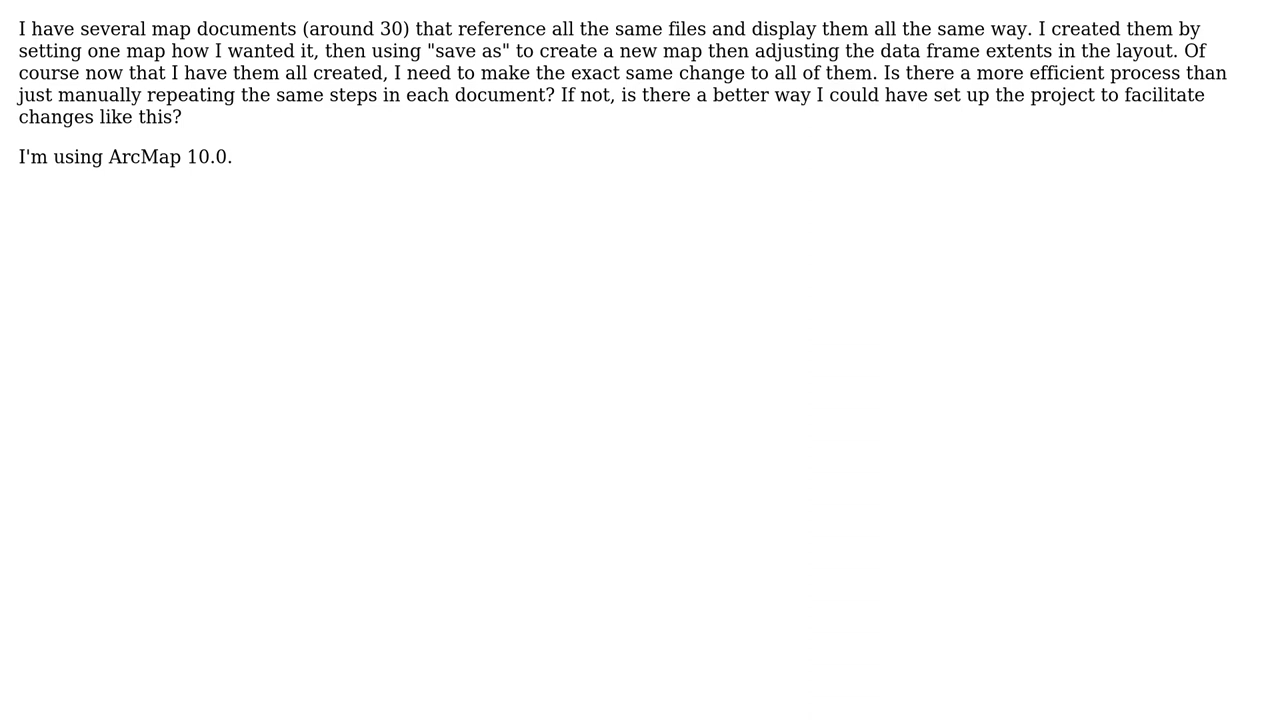 I have several map documents (around 30) that reference all the same files and display them all the same way. I created them by
setting one map how I wanted it, then using "save as" to create a new map then adjusting the data frame extents in the layout. Of
course now that I have them all created, I need to make the exact same change to all of them. Is there a more efficient process than
just manually repeating the same steps in each document? If not, is there a better way I could have set up the project to facilitate
changes like this?
I'm using ArcMap 10.0.